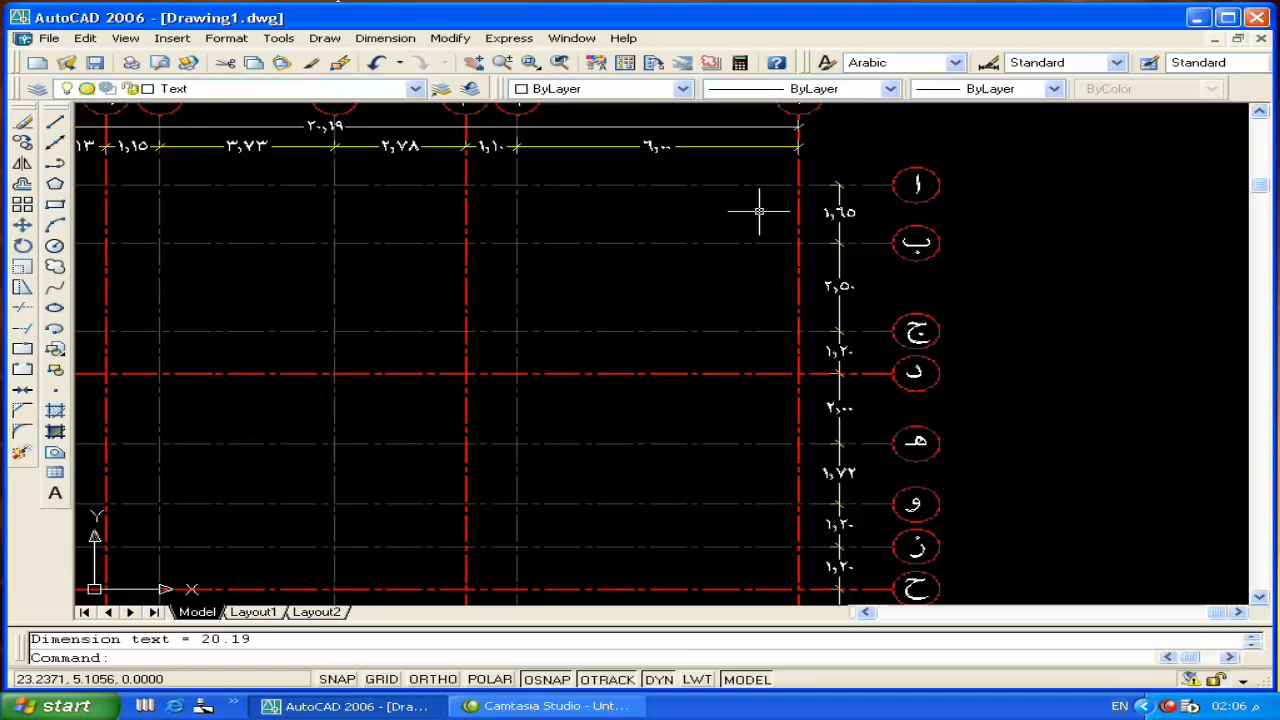 AutoCAD 2006 - [Drawing1.dwg]
File Edit View Insert Format Tools Draw Dimension Modify Express Window Help
Arabic Standard Standard
Text ByLayer ByLayer ByLayer ByColor
٢٠,١٩
١٣ ١,١٥ ٣,٧٣ ٢,٧٨ ١,١٠ ٦,٠٠
ا
١,٦٥
ب
٢,٥٠
ج
١,٢٠
د
٢,٠٠
ه
١,٧٢
و
١,٢٠
ز
١,٢٠
ح
Y
X
Model Layout1 Layout2
Dimension text = 20.19
Command:
23.2371, 5.1056, 0.0000 SNAP GRID ORTHO POLAR OSNAP OTRACK DYN LWT MODEL
start AutoCAD 2006 - [Dra... Camtasia Studio - Unt... EN 02:06 م